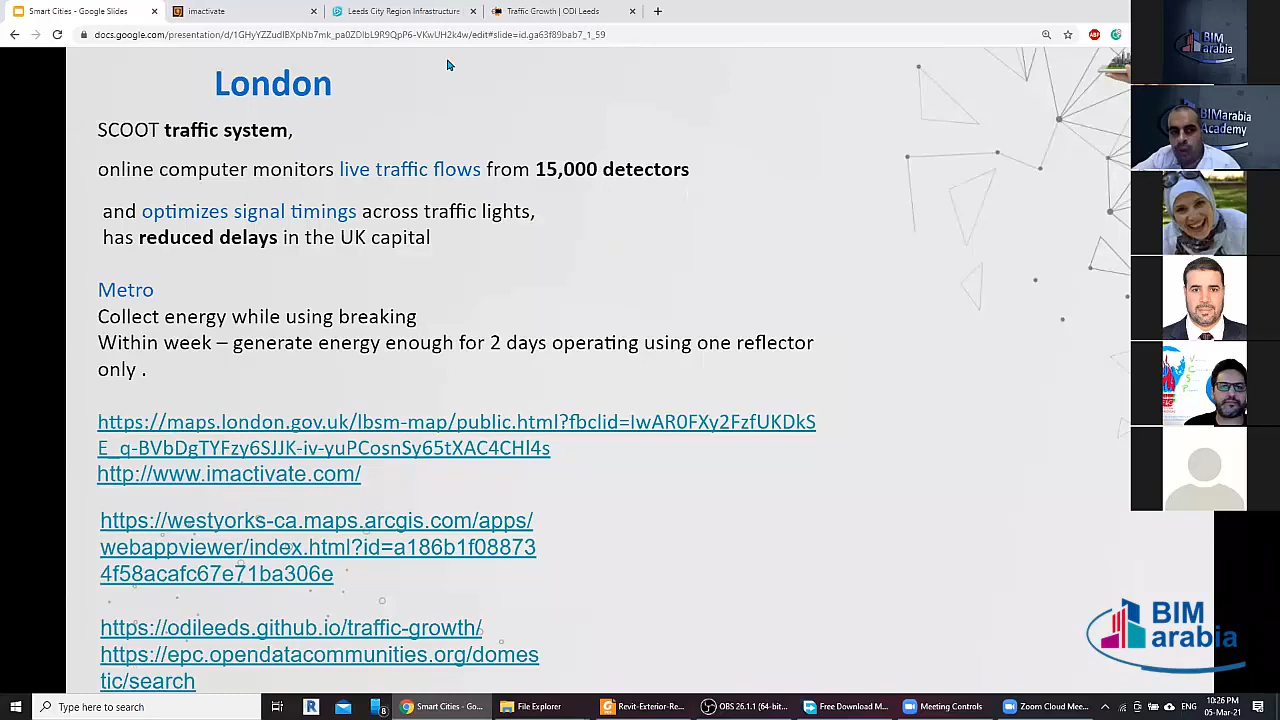 Smart Cities - Google Slides
imactivate
Leeds City Region Infrastructure
Traffic Growth | ODI Leeds
docs.google.com/presentation/d/1GHyYZZudIBXpNb7mk_pa0ZDlbL9R9QpP6-VKwUH2k4w/edit#slide=id.ga63f89bab7_1_59
London
SCOOT traffic system,
online computer monitors live traffic flows from 15,000 detectors
and optimizes signal timings across traffic lights,
has reduced delays in the UK capital
Metro
Collect energy while using breaking
Within week – generate energy enough for 2 days operating using one reflector
only .
https://maps.london.gov.uk/lbsm-map/public.html?fbclid=IwAR0FXy2FzfUKDkS
E_q-BVbDgTYFzy6SJJK-iv-yuPCosnSy65tXAC4CHl4s
http://www.imactivate.com/
https://westyorks-ca.maps.arcgis.com/apps/
webappviewer/index.html?id=a186b1f08873
4f58acafc67e71ba306e
https://odileeds.github.io/traffic-growth/
https://epc.opendatacommunities.org/domes
tic/search
BIM
arabia
BIM
arabia
BIMarabia
Academy
Type here to search
Smart Cities - Goo...
File Explorer
Revit-Exterior-Re...
OBS 26.1.1 (64-bit...
Free Download M...
Meeting Controls
Zoom Cloud Mee...
10:26 PM
05-Mar-21